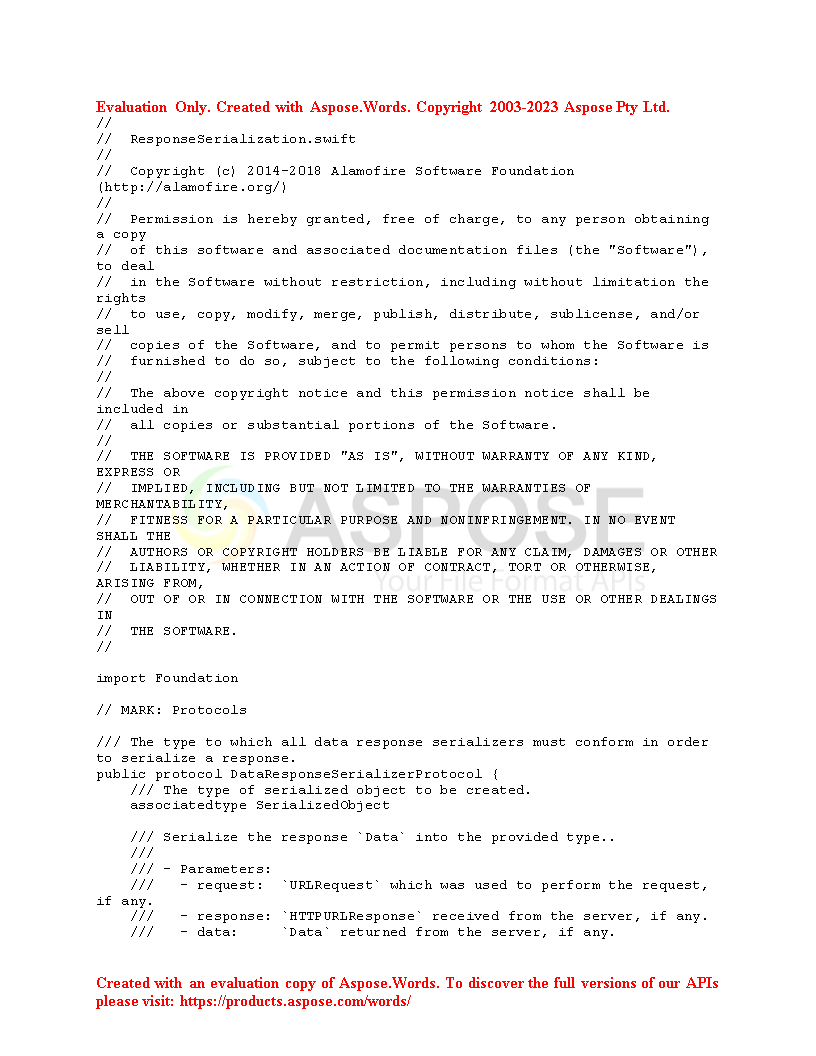 Evaluation Only. Created with Aspose.Words. Copyright 2003-2023 Aspose Pty Ltd.
//
//  ResponseSerialization.swift
//
//  Copyright (c) 2014-2018 Alamofire Software Foundation
(http://alamofire.org/)
//
//  Permission is hereby granted, free of charge, to any person obtaining
a copy
//  of this software and associated documentation files (the "Software"),
to deal
//  in the Software without restriction, including without limitation the
rights
//  to use, copy, modify, merge, publish, distribute, sublicense, and/or
sell
//  copies of the Software, and to permit persons to whom the Software is
//  furnished to do so, subject to the following conditions:
//
//  The above copyright notice and this permission notice shall be
included in
//  all copies or substantial portions of the Software.
//
//  THE SOFTWARE IS PROVIDED "AS IS", WITHOUT WARRANTY OF ANY KIND,
EXPRESS OR
//  IMPLIED, INCLUDING BUT NOT LIMITED TO THE WARRANTIES OF
MERCHANTABILITY,
//  FITNESS FOR A PARTICULAR PURPOSE AND NONINFRINGEMENT. IN NO EVENT
SHALL THE
//  AUTHORS OR COPYRIGHT HOLDERS BE LIABLE FOR ANY CLAIM, DAMAGES OR OTHER
//  LIABILITY, WHETHER IN AN ACTION OF CONTRACT, TORT OR OTHERWISE,
ARISING FROM,
//  OUT OF OR IN CONNECTION WITH THE SOFTWARE OR THE USE OR OTHER DEALINGS
IN
//  THE SOFTWARE.
//
ASPOSE
Your File Format APIs
import Foundation
// MARK: Protocols
/// The type to which all data response serializers must conform in order
to serialize a response.
public protocol DataResponseSerializerProtocol {
    /// The type of serialized object to be created.
    associatedtype SerializedObject
    /// Serialize the response `Data` into the provided type..
    ///
    /// - Parameters:
    ///   - request:  `URLRequest` which was used to perform the request,
if any.
    ///   - response: `HTTPURLResponse` received from the server, if any.
    ///   - data:     `Data` returned from the server, if any.
Created with an evaluation copy of Aspose.Words. To discover the full versions of our APIs
please visit: https://products.aspose.com/words/